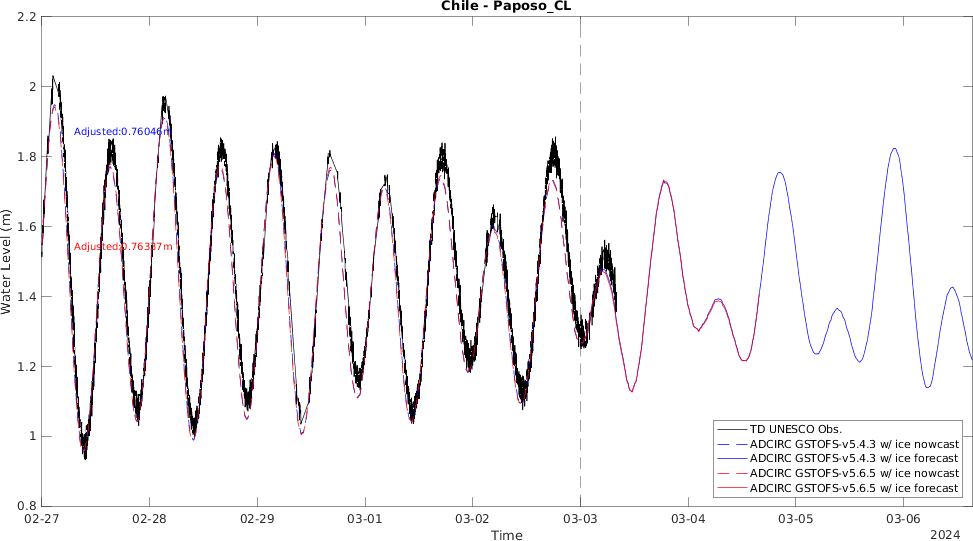 Chile - Paposo_CL
2.2
2
1.8
1.6
1.4
1.2
1
0.8
Water Level (m)
Adjusted:0.76046m
Adjusted:0.76387m
TD UNESCO Obs.
ADCIRC GSTOFS-v5.4.3 w/ ice nowcast
ADCIRC GSTOFS-v5.4.3 w/ ice forecast
ADCIRC GSTOFS-v5.6.5 w/ ice nowcast
ADCIRC GSTOFS-v5.6.5 w/ ice forecast
02-27 02-28 02-29 03-01 03-02 03-03 03-04 03-05 03-06
Time
2024